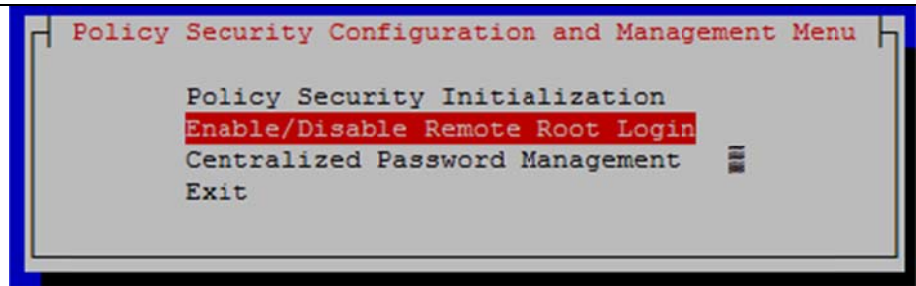 Policy Security Configuration and Management Menu
Policy Security Initialization
Enable/Disable Remote Root Login
Centralized Password Management
Exit